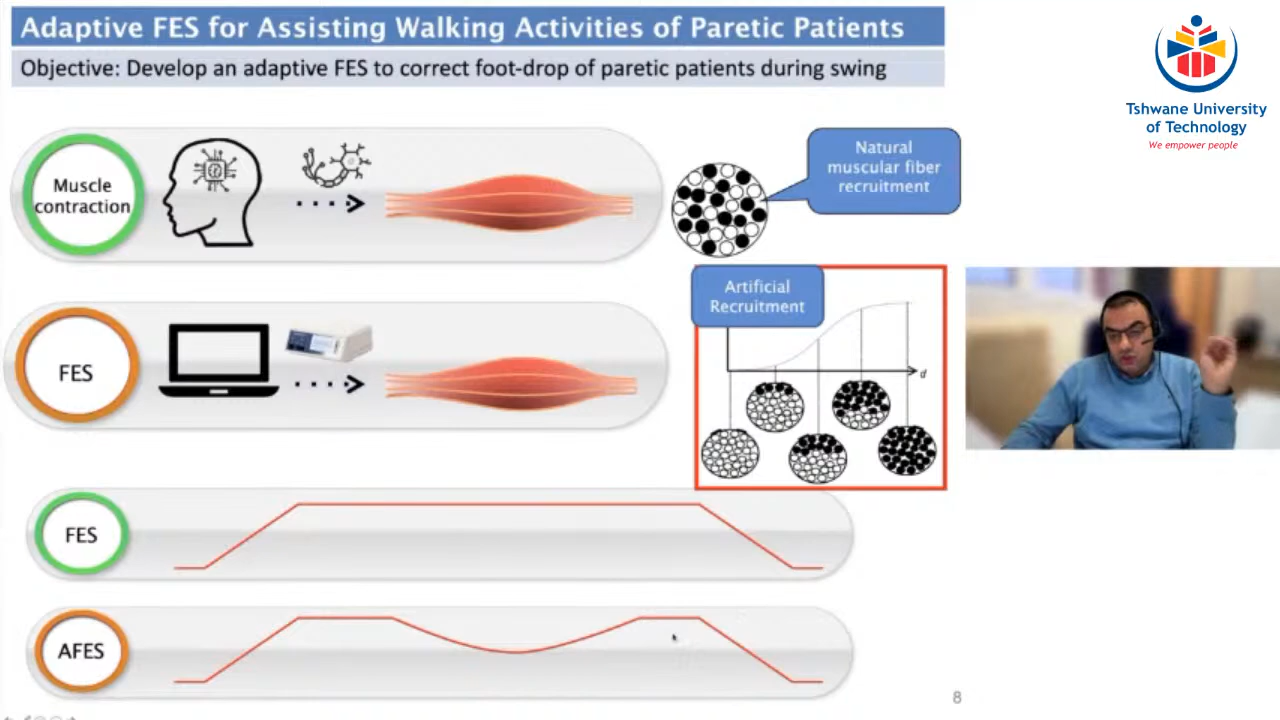 Adaptive FES for Assisting Walking Activities of Paretic Patients
Objective: Develop an adaptive FES to correct foot-drop of paretic patients during swing
Tshwane University
of Technology
We empower people
Muscle
contraction
Natural
muscular fiber
recruitment
Artificial
Recruitment
d
FES
FES
AFES
8